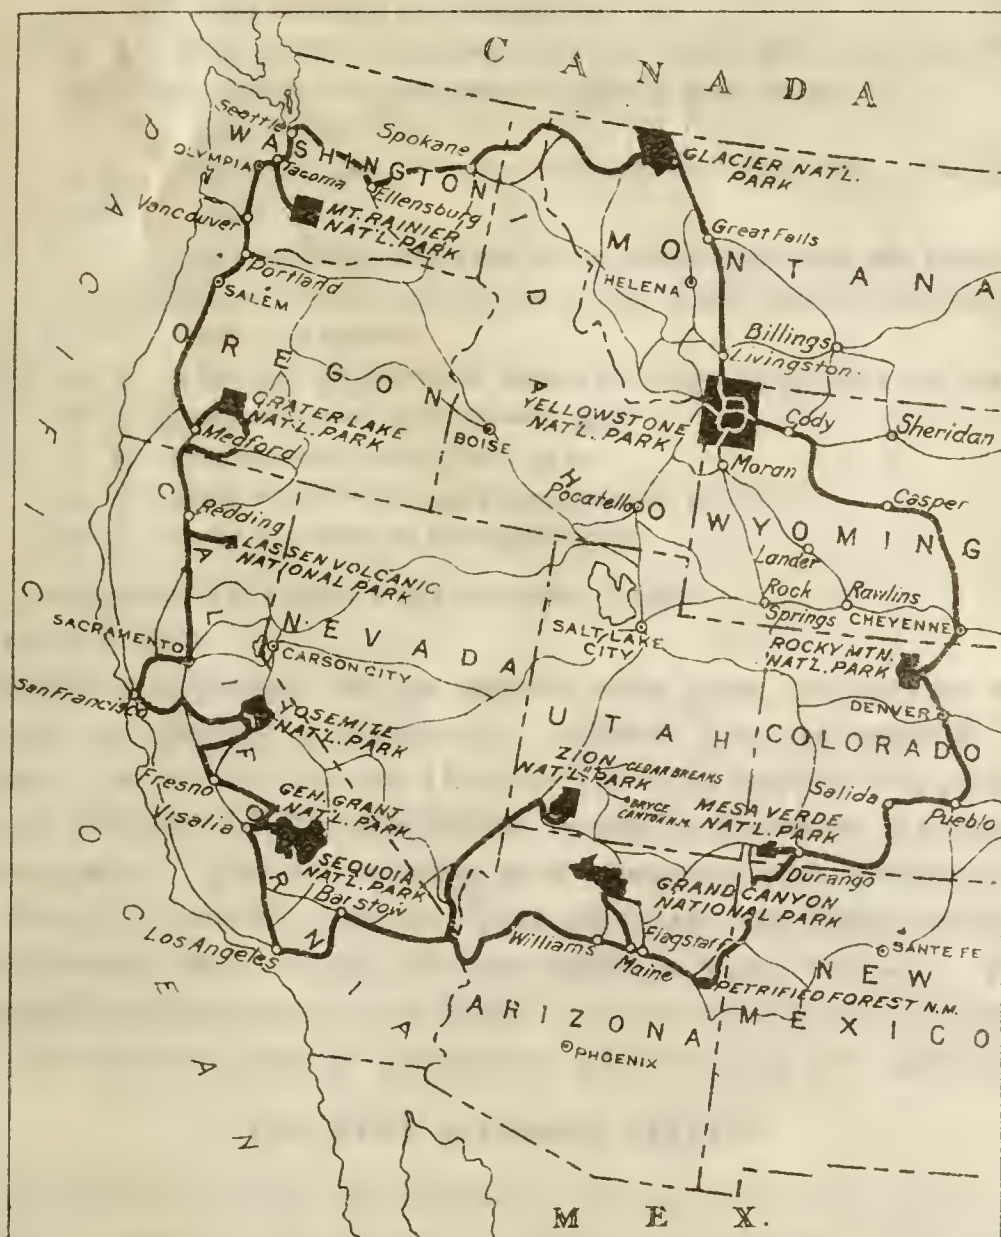 CANADA
PACIFIC OCEAN
Seattle
WASHINGTON
Spokane
OLYMPIA
Tacoma
Ellensburg
GLACIER NAT'L.
PARK
Vancouver
MT. RAINIER
NAT'L. PARK
Portland
SALEM
Great Falls
MONTANA
HELENA
IDAHO
Billings
Livingston
OREGON
CRATER LAKE
NAT'L. PARK
Medford
BOISE
YELLOWSTONE
NAT'L. PARK
Cody
Sheridan
Moran
Pocatello
Casper
WYOMING
Redding
Lander
LASSEN VOLCANIC
NATIONAL PARK
CALIFORNIA
Rock
Springs
Rawlins
CHEYENNE
NEVADA
SACRAMENTO
CARSON CITY
SALT LAKE
CITY
ROCKY MTN.
NAT'L. PARK
San Francisco
YOSEMITE
NAT'L. PARK
DENVER
UTAH
COLORADO
ZION
NAT'L. PARK
CEDAR BREAKS
BRYCE
CANYON N.M.
MESA VERDE
NAT'L. PARK
Salida
Pueblo
Fresno
GEN. GRANT
NAT'L. PARK
Visalia
SEQUOIA
NAT'L. PARK
Durango
GRAND CANYON
NATIONAL PARK
Barstow
Los Angeles
Williams
Maine
Flagstaff
SANTE FE
NEW
MEXICO
PETRIFIED FOREST N.M.
ARIZONA
PHOENIX
MEX.